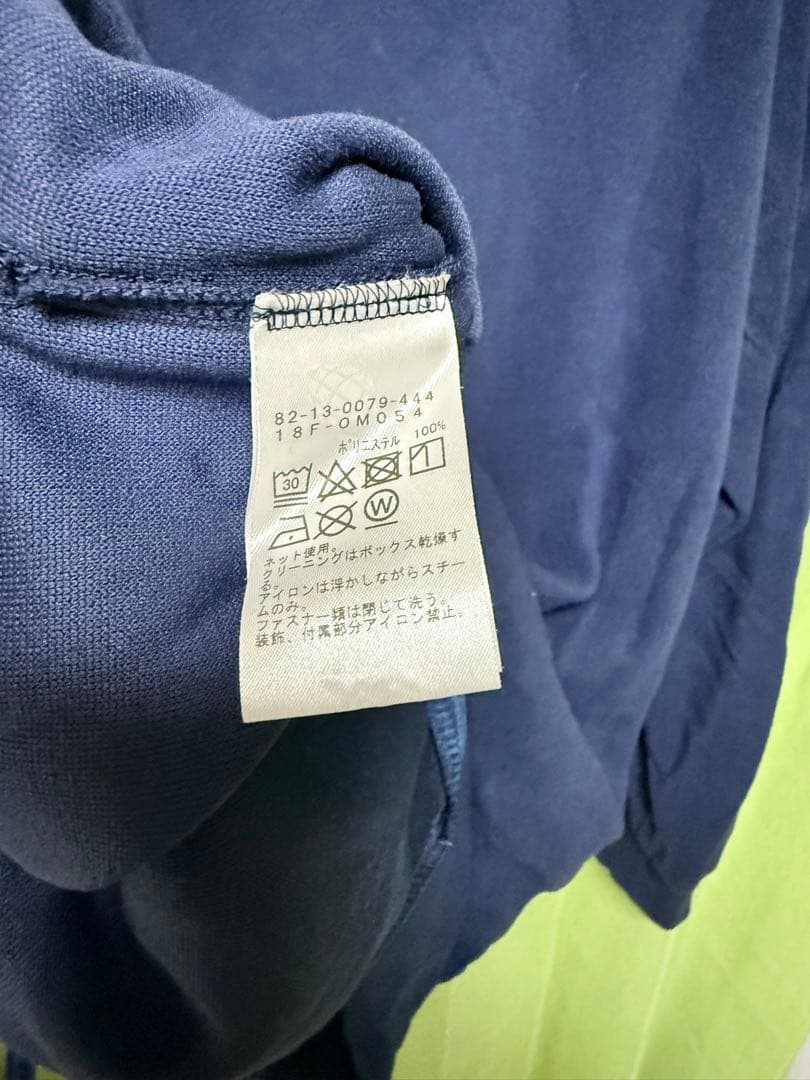 82-13-0079-444
18F-OM054
ポリエステル 100%
30
W
ネット使用。
クリーニングはボックス乾燥す
る。
アイロンは浮かしながらスチー
ムのみ。
ファスナー類は閉じて洗う。
装飾、付属部分アイロン禁止。